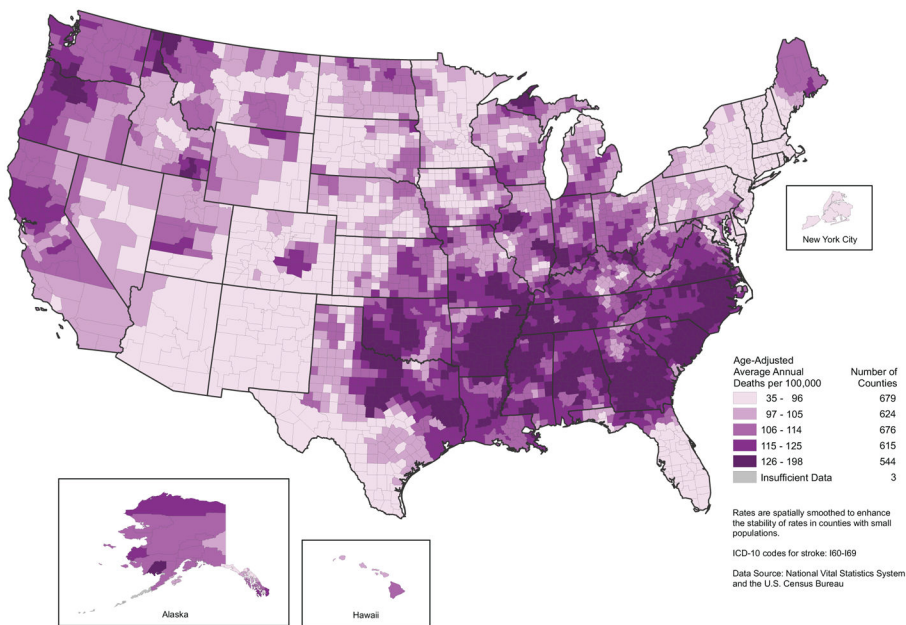 New York City
Age-Adjusted
Average Annual Number of
Deaths per 100,000 Counties
35 - 96 679
97 - 105 624
106 - 114 676
115 - 125 615
126 - 198 544
Insufficient Data 3
Rates are spatially smoothed to enhance
the stability of rates in counties with small
populations.
ICD-10 codes for stroke: I60-I69
Data Source: National Vital Statistics System
and the U.S. Census Bureau
Alaska
Hawaii